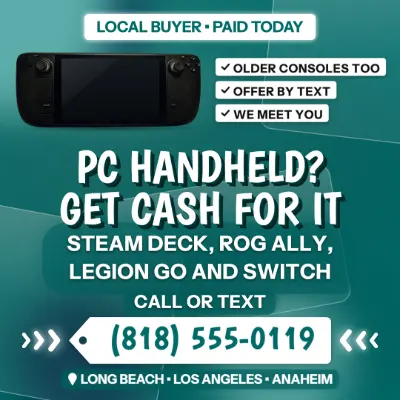 LOCAL BUYER • PAID TODAY
✓ OLDER CONSOLES TOO
✓ OFFER BY TEXT
✓ WE MEET YOU
PC HANDHELD?
GET CASH FOR IT
STEAM DECK, ROG ALLY,
LEGION GO AND SWITCH
CALL OR TEXT
(818) 555-0119
LONG BEACH • LOS ANGELES • ANAHEIM